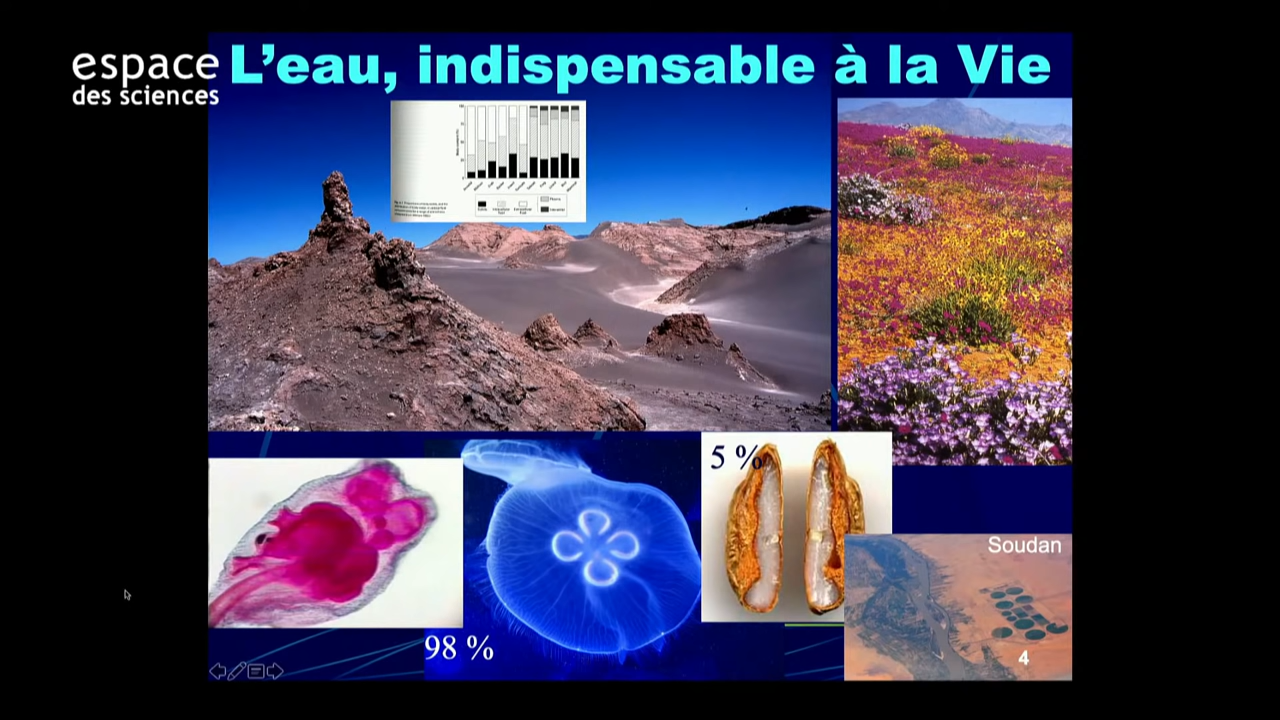 espace
des sciences
L'eau, indispensable à la Vie
5 %
Soudan
98 %
4